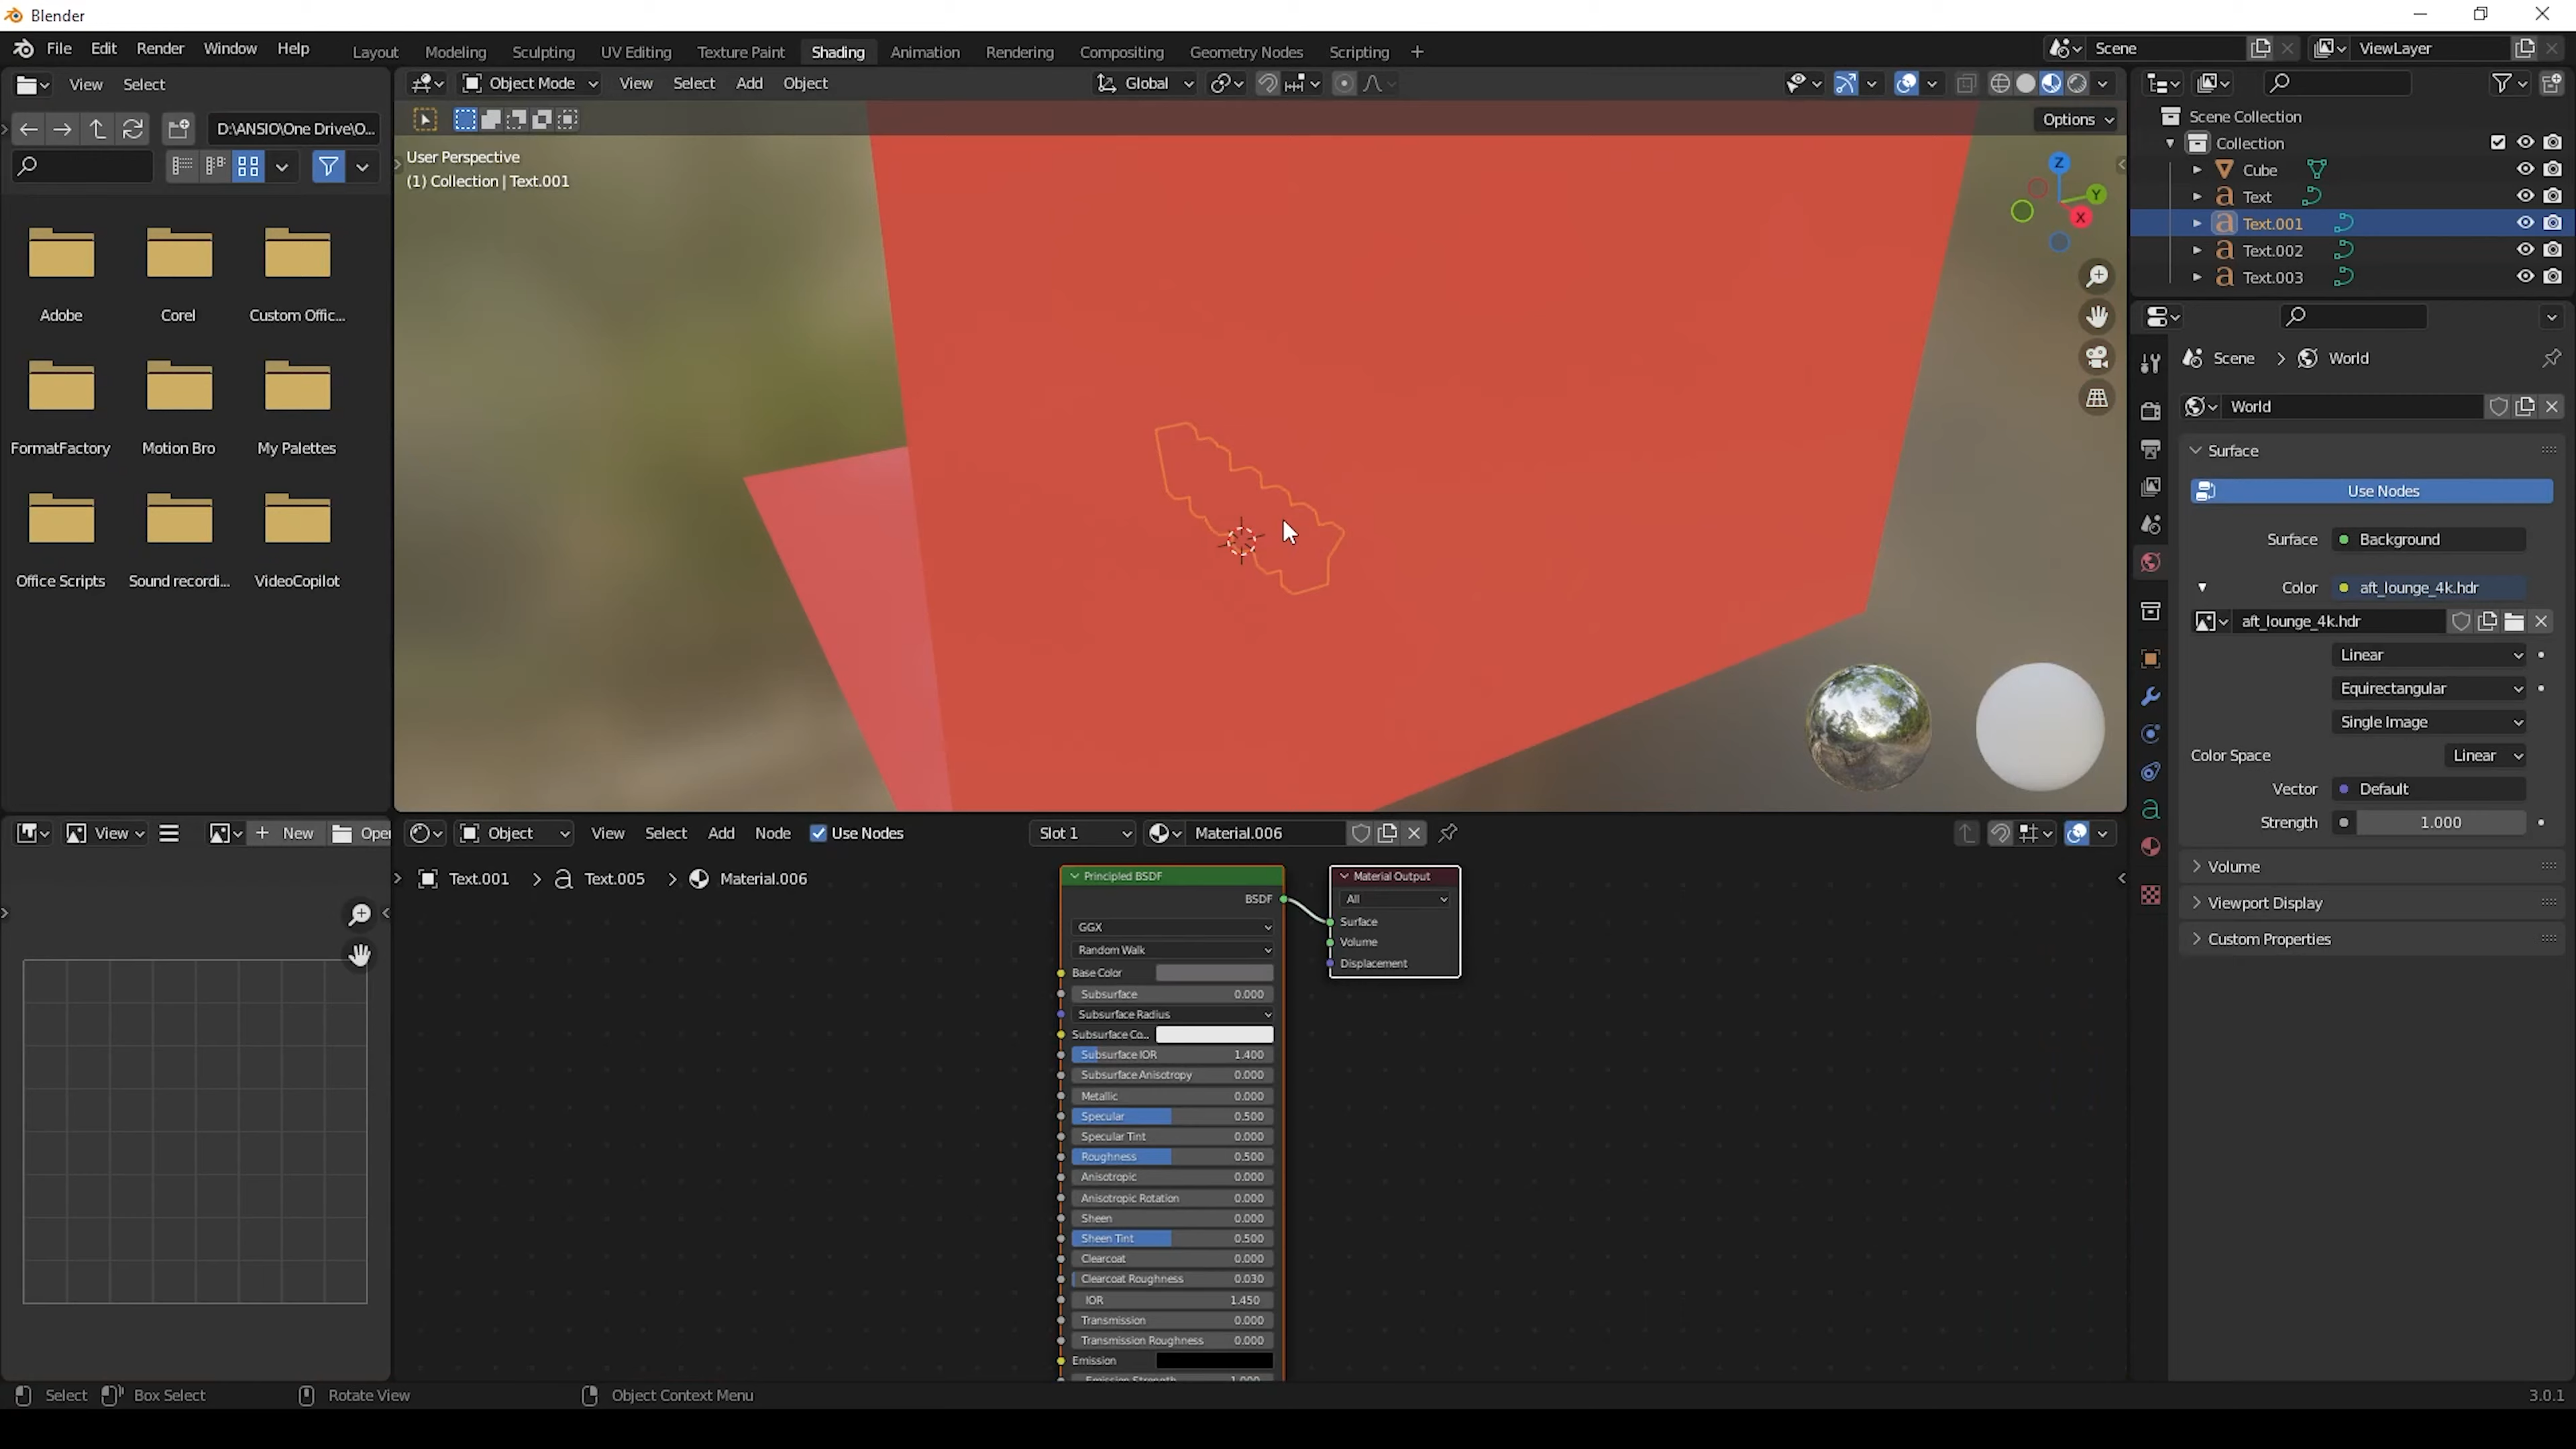 Blender
File Edit Render Window Help
Layout Modeling Sculpting UV Editing Texture Paint Shading Animation Rendering Compositing Geometry Nodes Scripting +
Scene
ViewLayer
View Select
Object Mode View Select Add Object
Global
D:\ANSIO\One Drive\O...
Options
User Perspective
(1) Collection | Text.001
Z
Y
X
Adobe
Corel
Custom Offic...
FormatFactory
Motion Bro
My Palettes
Office Scripts
Sound recordi...
VideoCopilot
Scene Collection
Collection
Cube
Text
Text.001
Text.002
Text.003
Scene > World
World
Surface
Use Nodes
Surface Background
Color aft_lounge_4k.hdr
aft_lounge_4k.hdr
Linear
Equirectangular
Single Image
Color Space Linear
Vector Default
Strength 1.000
Volume
Viewport Display
Custom Properties
View + New Oper
Object View Select Add Node Use Nodes
Slot 1
Material.006
Text.001 > Text.005 > Material.006
Principled BSDF
BSDF
GGX
Random Walk
Base Color
Subsurface 0.000
Subsurface Radius
Subsurface Co..
Subsurface IOR 1.400
Subsurface Anisotropy 0.000
Metallic 0.000
Specular 0.500
Specular Tint 0.000
Roughness 0.500
Anisotropic 0.000
Anisotropic Rotation 0.000
Sheen 0.000
Sheen Tint 0.500
Clearcoat 0.000
Clearcoat Roughness 0.030
IOR 1.450
Transmission 0.000
Transmission Roughness 0.000
Emission
Emission Strength 1.000
Material Output
All
Surface
Volume
Displacement
Select Box Select Rotate View Object Context Menu
3.0.1